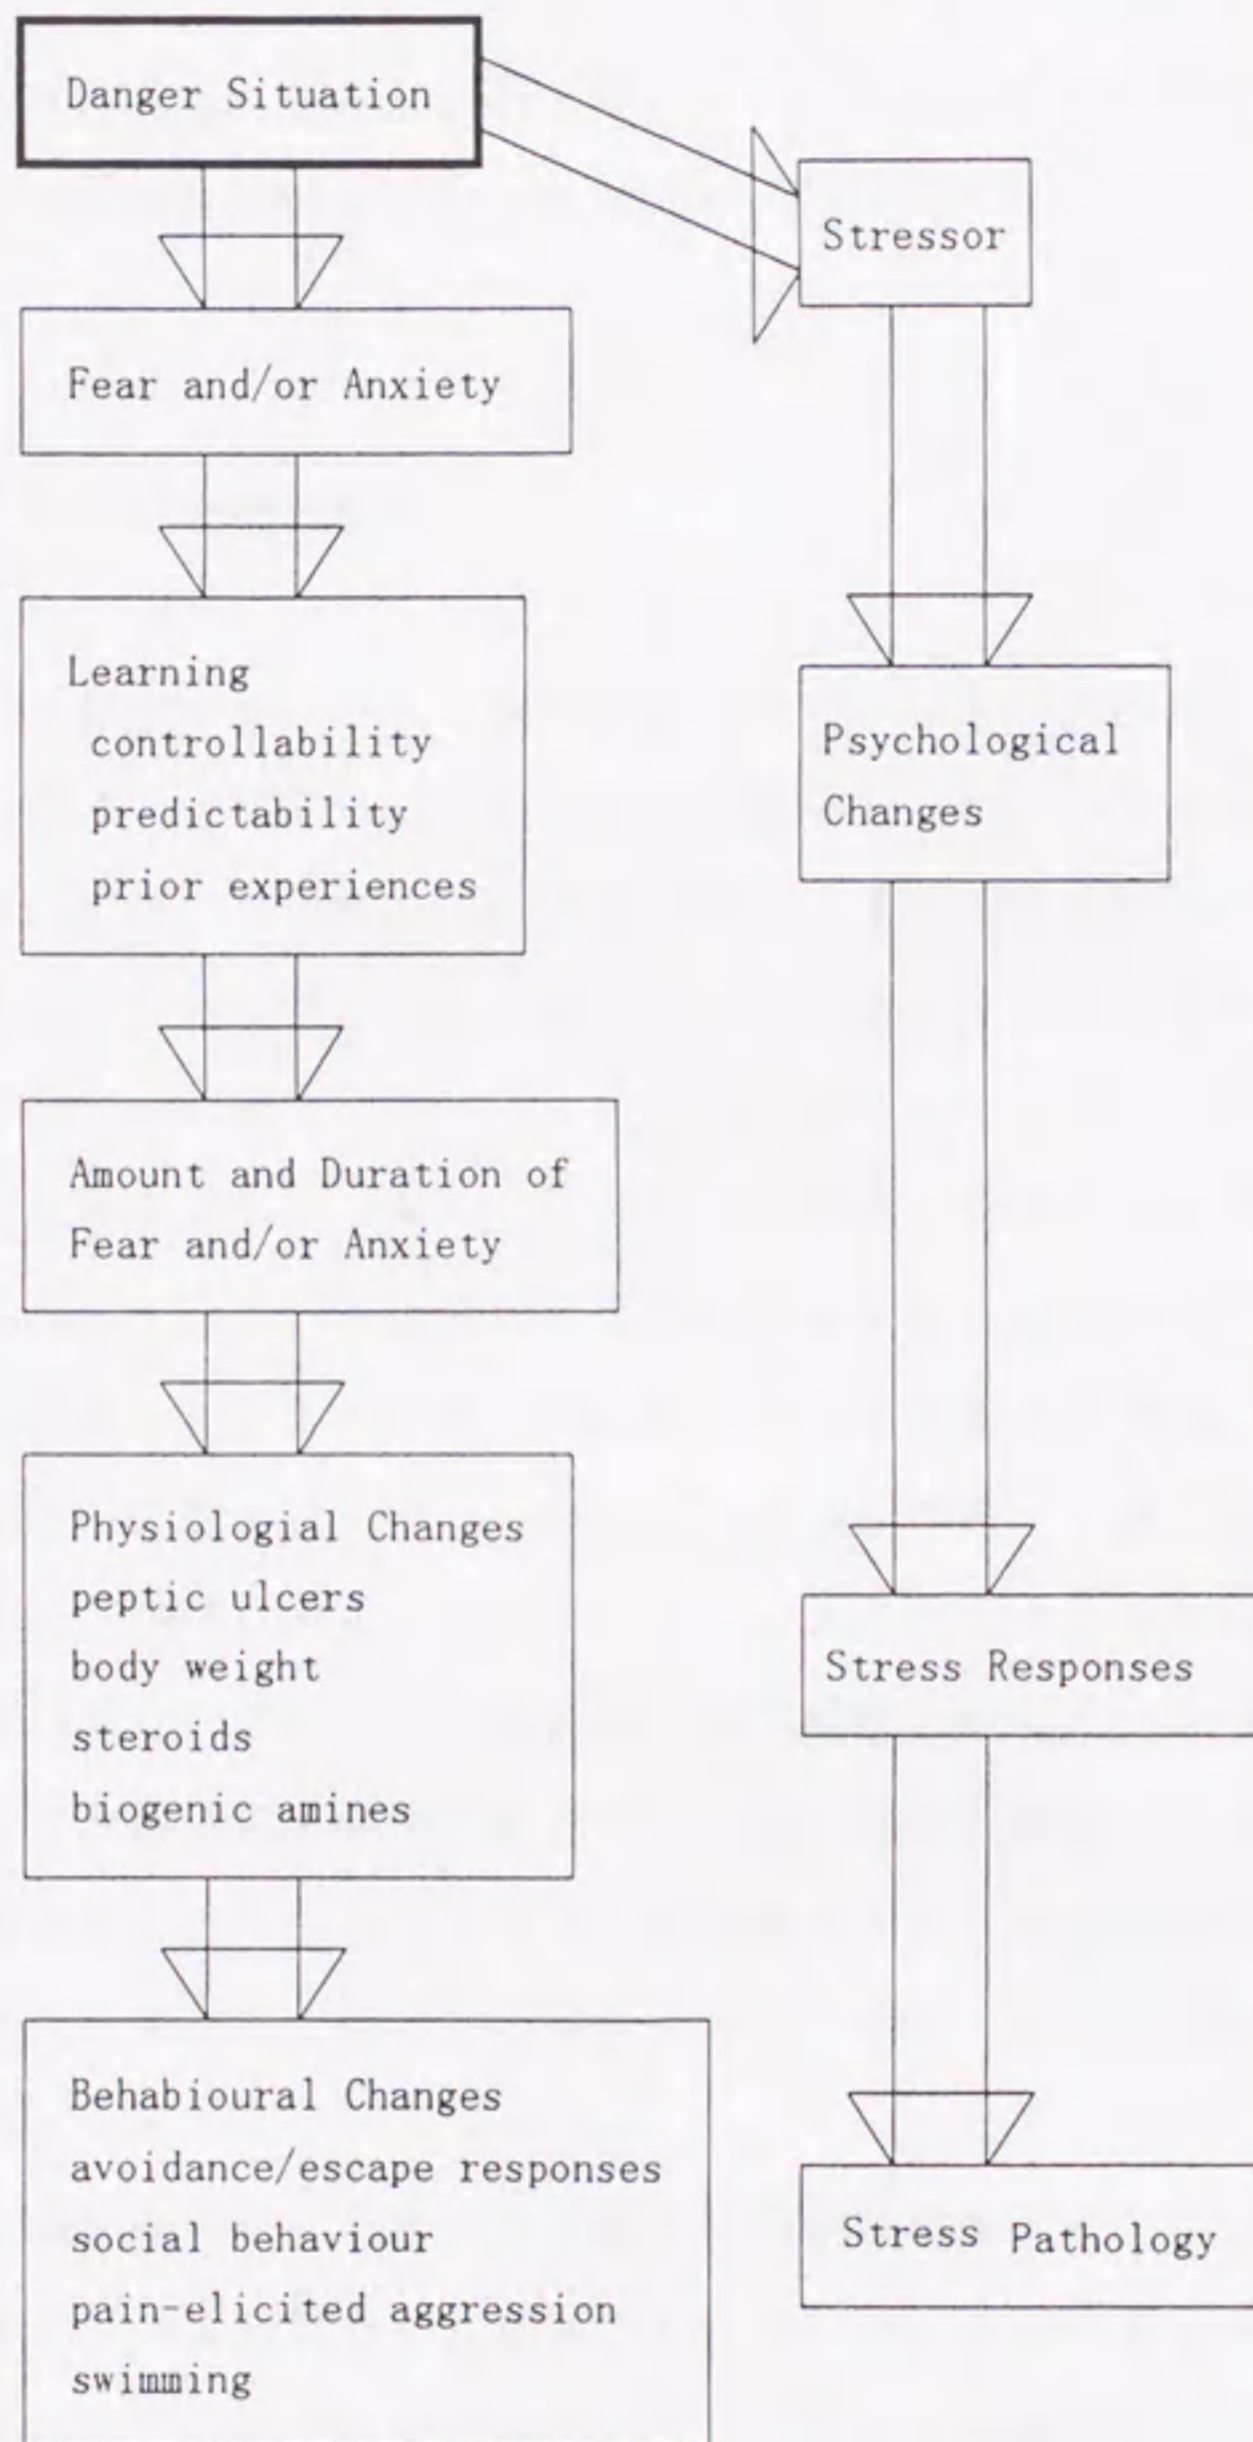 Danger Situation
Stressor
Fear and/or Anxiety
Learning
controllability
predictability
prior experiences
Psychological
Changes
Amount and Duration of
Fear and/or Anxiety
Physiologial Changes
peptic ulcers
body weight
steroids
biogenic amines
Stress Responses
Behabioural Changes
avoidance/escape responses
social behaviour
pain-elicited aggression
swimming
Stress Pathology